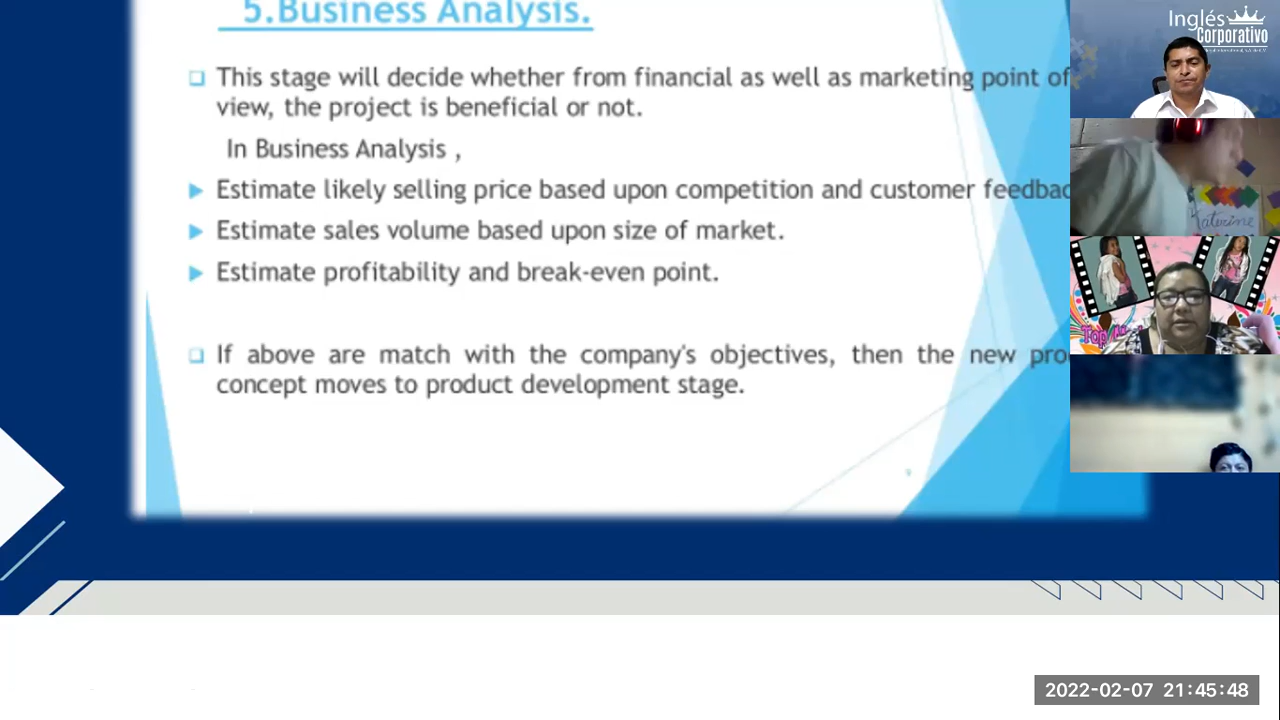 5.Business Analysis.
This stage will decide whether from financial as well as marketing point of
view, the project is beneficial or not.
In Business Analysis ,
Estimate likely selling price based upon competition and customer
Estimate sales volume based upon size of market.
Estimate profitability and break-even point.
If above are match with the company's objectives, then the new
concept moves to product development stage.
Inglés
Corporativo
2022-02-07 21:45:48